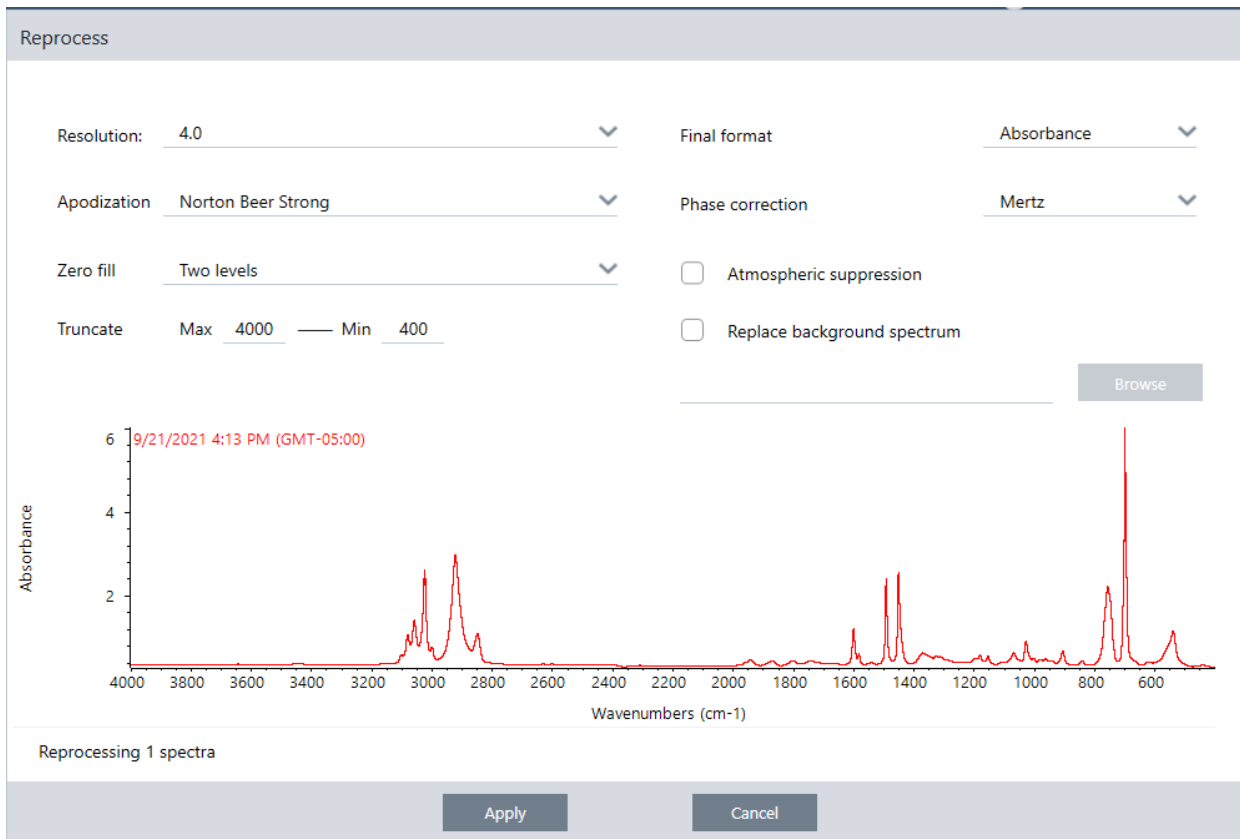 Reprocess
Resolution: 4.0
Final format Absorbance
Apodization Norton Beer Strong
Phase correction Mertz
Zero fill Two levels
Atmospheric suppression
Truncate Max 4000 Min 400
Replace background spectrum
Browse
6 9/21/2021 4:13 PM (GMT-05:00)
4
2
Absorbance
4000 3800 3600 3400 3200 3000 2800 2600 2400 2200 2000 1800 1600 1400 1200 1000 800 600
Wavenumbers (cm-1)
Reprocessing 1 spectra
Apply Cancel